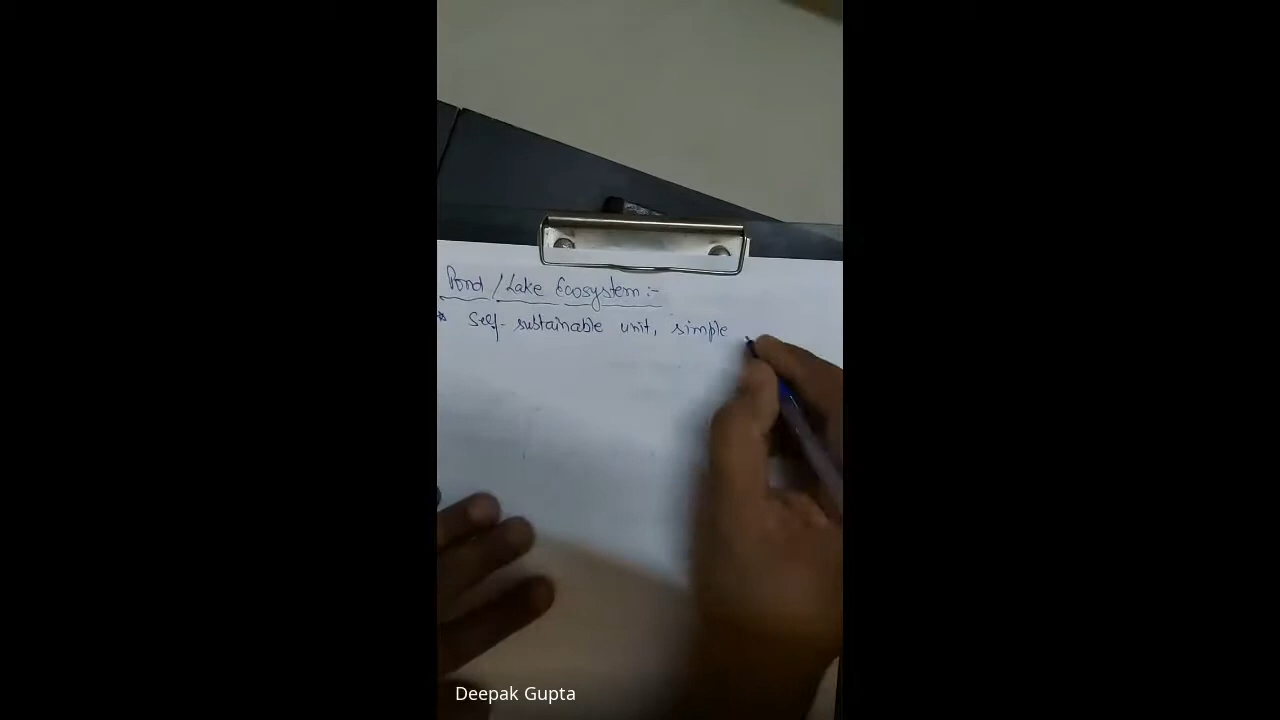 Pond / Lake Ecosystem :-
* Self-sustainable unit, simple
Deepak Gupta